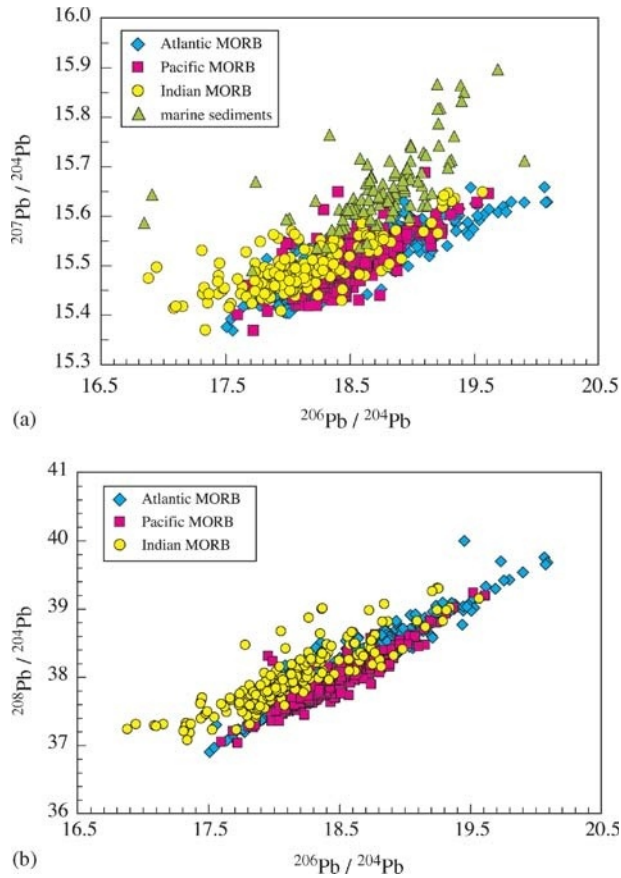 16.0
Atlantic MORB
15.9
Pacific MORB
Indian MORB
15.8
marine sediments
15.7
²⁰⁷Pb / ²⁰⁴Pb
15.6
15.5
15.4
15.3
16.5 17.5 18.5 19.5 20.5
(a)
²⁰⁶Pb / ²⁰⁴Pb
41
Atlantic MORB
Pacific MORB
40
Indian MORB
39
²⁰⁸Pb / ²⁰⁴Pb
38
37
36
16.5 17.5 18.5 19.5 20.5
(b)
²⁰⁶Pb / ²⁰⁴Pb